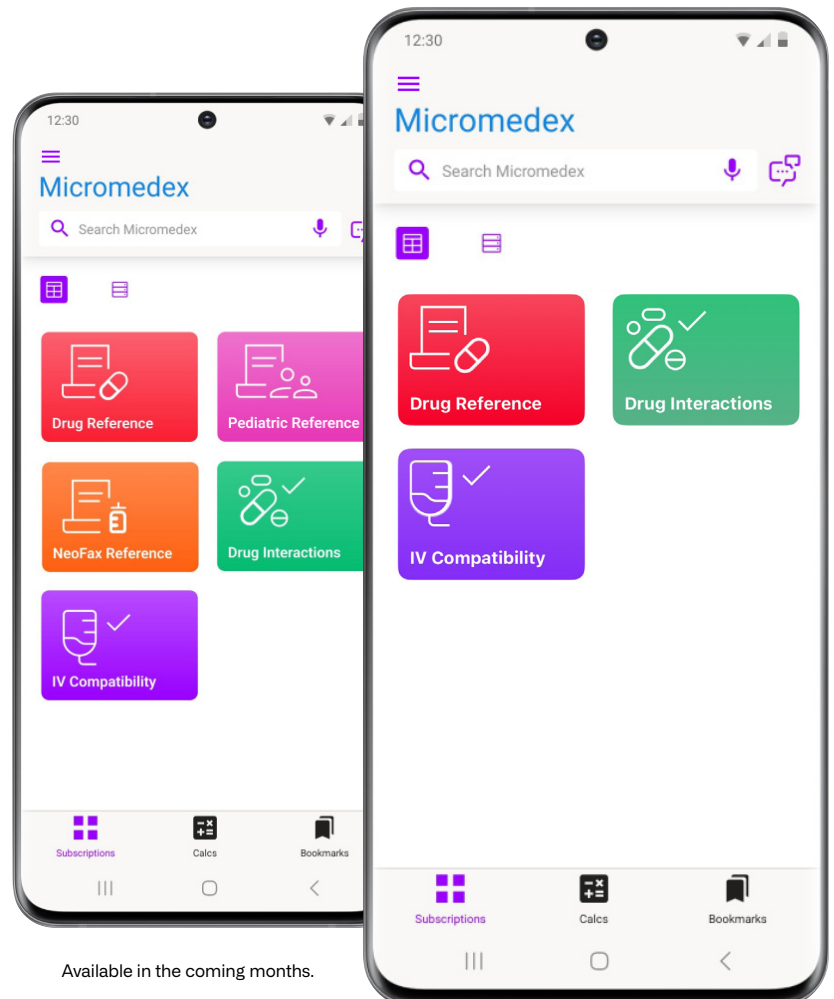 12:30
Micromedex
Search Micromedex
Drug Reference
Pediatric Reference
NeoFax Reference
Drug Interactions
IV Compatibility
Subscriptions
Calcs
Bookmarks
Available in the coming months.
12:30
Micromedex
Search Micromedex
Drug Reference
Drug Interactions
IV Compatibility
Subscriptions
Calcs
Bookmarks